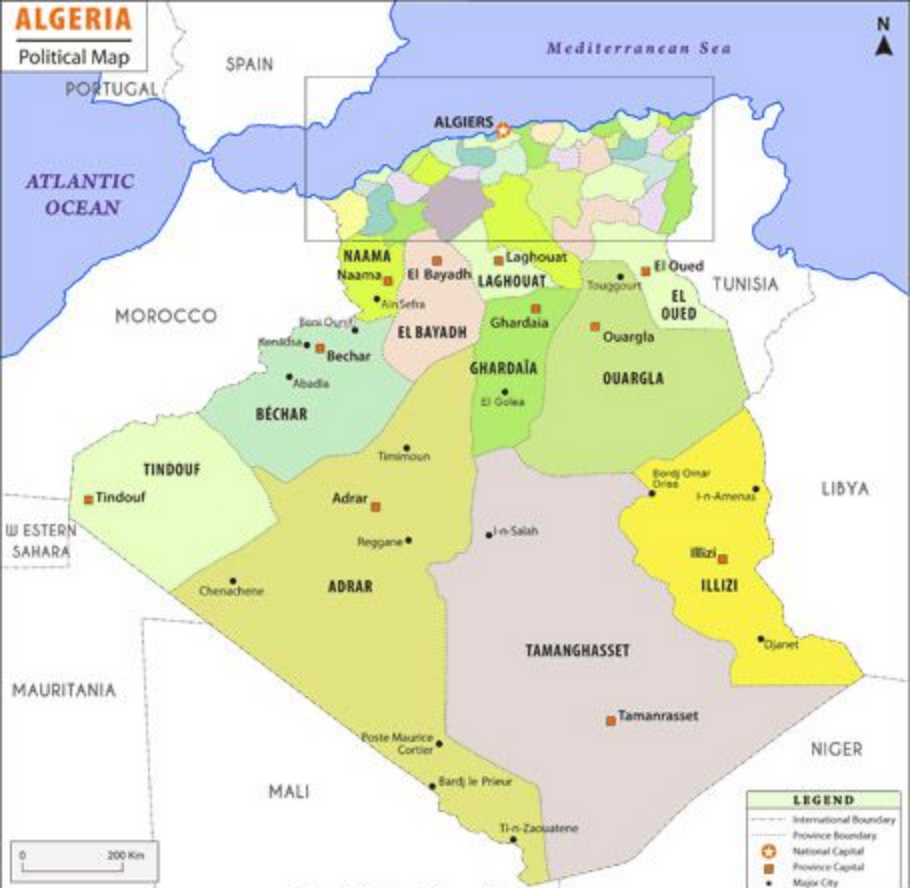 ALGERIA
Political Map
N
Mediterranean Sea
SPAIN
PORTUGAL
ALGIERS
ATLANTIC
OCEAN
NAAMA
Naama
El Bayadh
Laghouat
LAGHOUAT
El Oued
Touggourt
TUNISIA
EL
OUED
Ain Sefra
MOROCCO
Beni Ounif
EL BAYADH
Ghardaia
Ouargla
Kenadsa
Bechar
GHARDAÏA
OUARGLA
Abadla
El Golea
BÉCHAR
Timimoun
TINDOUF
Bordj Omar
Driss
Tindouf
Adrar
I-n-Amenas
LIBYA
WESTERN
SAHARA
Reggane
I-n-Salah
Illizi
Chenachene
ADRAR
ILLIZI
Djanet
TAMANGHASSET
MAURITANIA
Tamanrasset
Poste Maurice
Cortier
NIGER
Bardj le Prieur
MALI
Ti-n-Zaouatene
LEGEND
International Boundary
Province Boundary
National Capital
Province Capital
Major City
0 200 Km